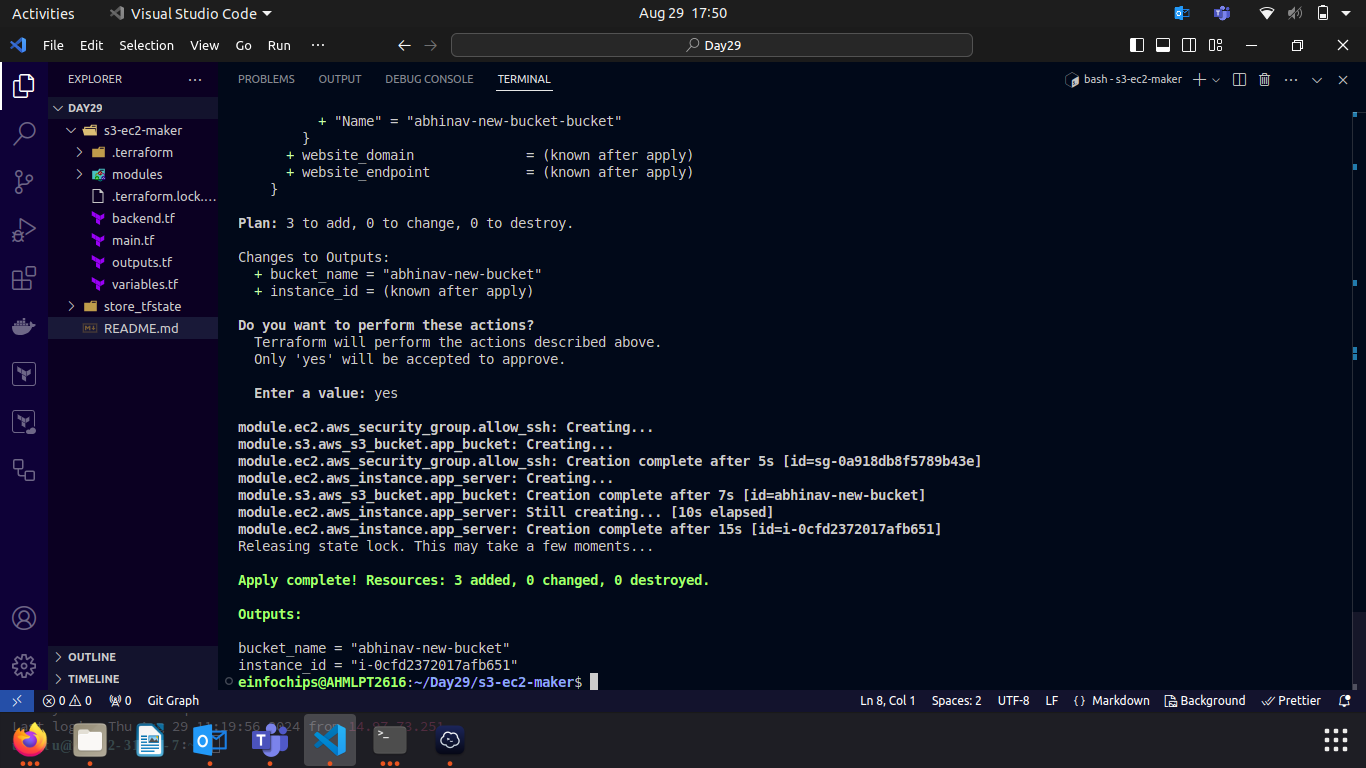 Activities
Visual Studio Code
Aug 29 17:50
File Edit Selection View Go Run ···
Day29
EXPLORER ···
DAY29
s3-ec2-maker
.terraform
modules
.terraform.lock....
backend.tf
main.tf
outputs.tf
variables.tf
store_tfstate
README.md
OUTLINE
TIMELINE
PROBLEMS OUTPUT DEBUG CONSOLE TERMINAL
bash - s3-ec2-maker
+ "Name" = "abhinav-new-bucket-bucket"
}
+ website_domain = (known after apply)
+ website_endpoint = (known after apply)
}
Plan: 3 to add, 0 to change, 0 to destroy.
Changes to Outputs:
+ bucket_name = "abhinav-new-bucket"
+ instance_id = (known after apply)
Do you want to perform these actions?
Terraform will perform the actions described above.
Only 'yes' will be accepted to approve.
Enter a value: yes
module.ec2.aws_security_group.allow_ssh: Creating...
module.s3.aws_s3_bucket.app_bucket: Creating...
module.ec2.aws_security_group.allow_ssh: Creation complete after 5s [id=sg-0a918db8f5789b43e]
module.ec2.aws_instance.app_server: Creating...
module.s3.aws_s3_bucket.app_bucket: Creation complete after 7s [id=abhinav-new-bucket]
module.ec2.aws_instance.app_server: Still creating... [10s elapsed]
module.ec2.aws_instance.app_server: Creation complete after 15s [id=i-0cfd2372017afb651]
Releasing state lock. This may take a few moments...
Apply complete! Resources: 3 added, 0 changed, 0 destroyed.
Outputs:
bucket_name = "abhinav-new-bucket"
instance_id = "i-0cfd2372017afb651"
einfochips@AHMLPT2616:~/Day29/s3-ec2-maker$
0 0 0 Git Graph
Ln 8, Col 1 Spaces: 2 UTF-8 LF {} Markdown Background Prettier